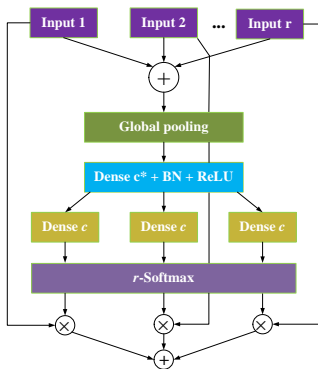 Input 1 Input 2 ... Input r
+
Global pooling
Dense c* + BN + ReLU
Dense c Dense c Dense c
r-Softmax
× × ×
+